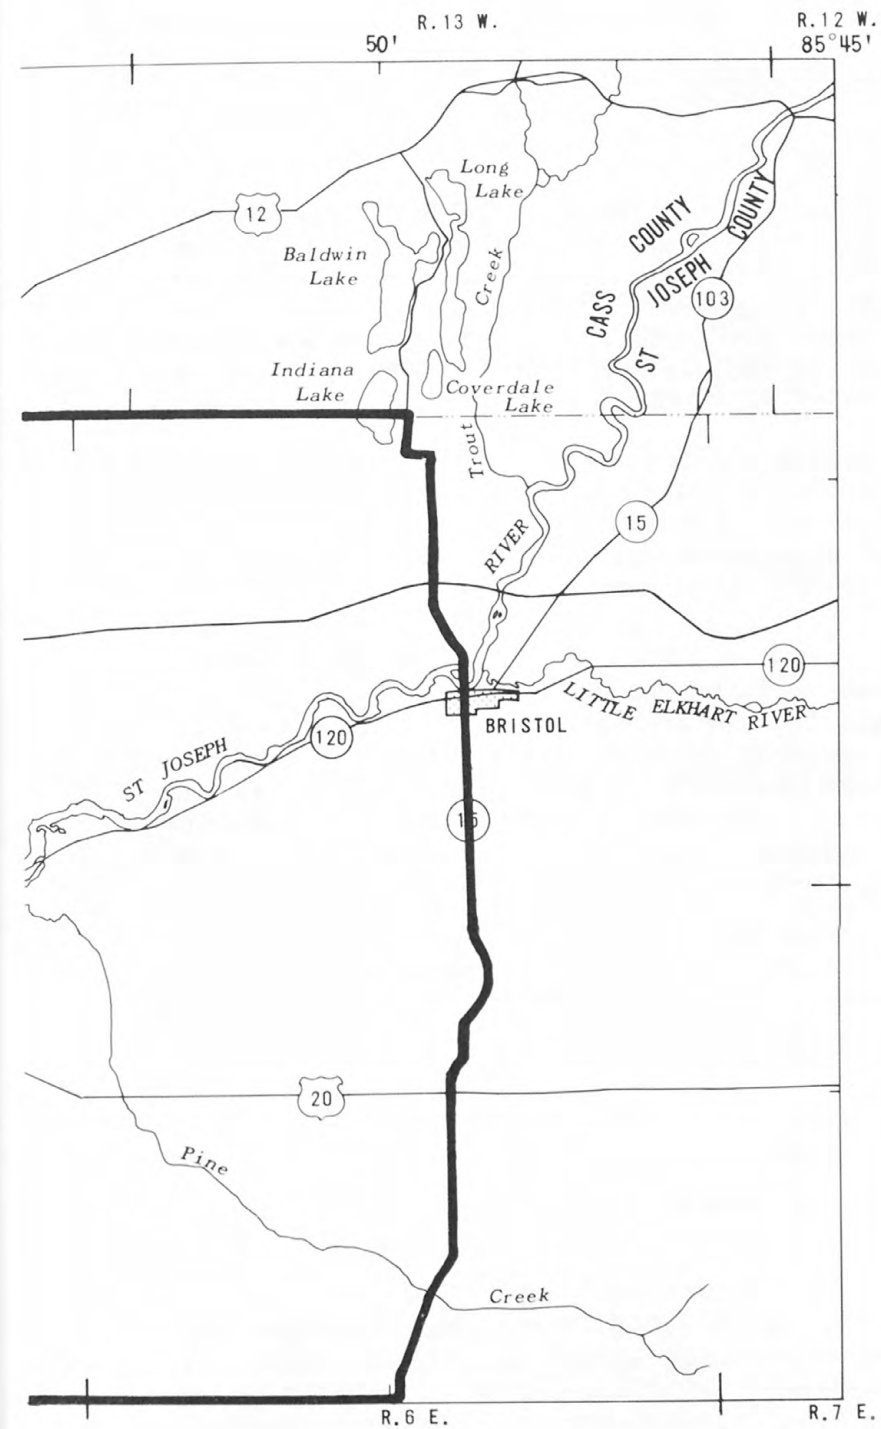 R.13 W.
R.12 W.
50'
85°45'
12
Long
Lake
COUNTY
COUNTY
Baldwin
Lake
Creek
CASS
ST
JOSEPH
103
Indiana
Lake
Coverdale
Lake
Trout
15
RIVER
120
LITTLE ELKHART RIVER
BRISTOL
120
ST JOSEPH
15
20
Pine
Creek
R.6 E.
R.7 E.